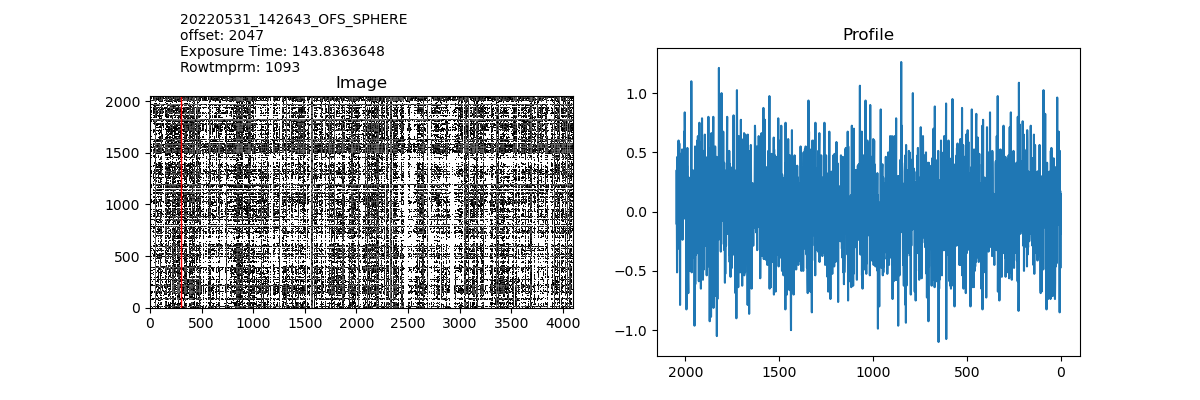 20220531_142643_OFS_SPHERE
offset: 2047
Exposure Time: 143.8363648
Rowtmprm: 1093
Image
2000
1500
1000
500
0
0 500 1000 1500 2000 2500 3000 3500 4000
Profile
1.0
0.5
0.0
−0.5
−1.0
2000 1500 1000 500 0